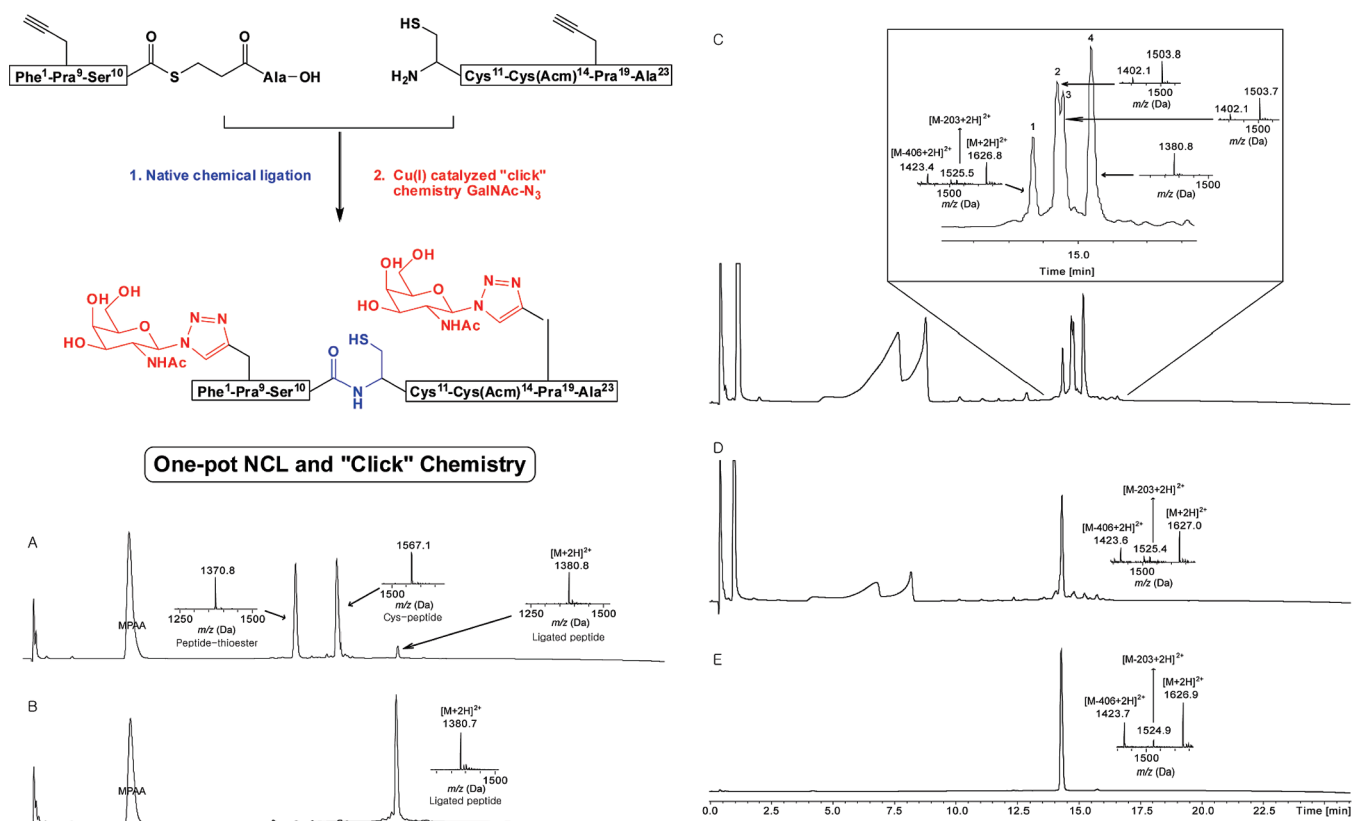 O
O
HS
S
Ala–OH
H₂N
Phe¹-Pra⁹-Ser¹⁰
Cys¹¹-Cys(Acm)¹⁴-Pra¹⁹-Ala²³
1. Native chemical ligation
2. Cu(I) catalyzed "click"
chemistry GalNAc-N₃
OH
OH
O
HO
NHAc
N
N
N
OH
OH
O
HO
NHAc
N
N
N
HS
O
N
H
Phe¹-Pra⁹-Ser¹⁰
Cys¹¹-Cys(Acm)¹⁴-Pra¹⁹-Ala²³
One-pot NCL and "Click" Chemistry
A
MPAA
1370.8
1250
1500
m/z (Da)
Peptide-thioester
1567.1
1500
m/z (Da)
Cys-peptide
[M+2H]²⁺
1380.8
1250
1500
m/z (Da)
Ligated peptide
B
MPAA
[M+2H]²⁺
1380.7
1500
m/z (Da)
Ligated peptide
C
1
2
3
4
[M-203+2H]²⁺
[M-406+2H]²⁺
1423.4
1525.5
[M+2H]²⁺
1626.8
1500
m/z (Da)
1503.8
1402.1
1500
m/z (Da)
1503.7
1402.1
1500
m/z (Da)
1380.8
1500
m/z (Da)
15.0
Time [min]
D
[M-203+2H]²⁺
[M-406+2H]²⁺
1423.6
1525.4
[M+2H]²⁺
1627.0
1500
m/z (Da)
E
[M-203+2H]²⁺
[M-406+2H]²⁺
1423.7
1524.9
[M+2H]²⁺
1626.9
1500
m/z (Da)
0.0 2.5 5.0 7.5 10.0 12.5 15.0 17.5 20.0 22.5 Time [min]